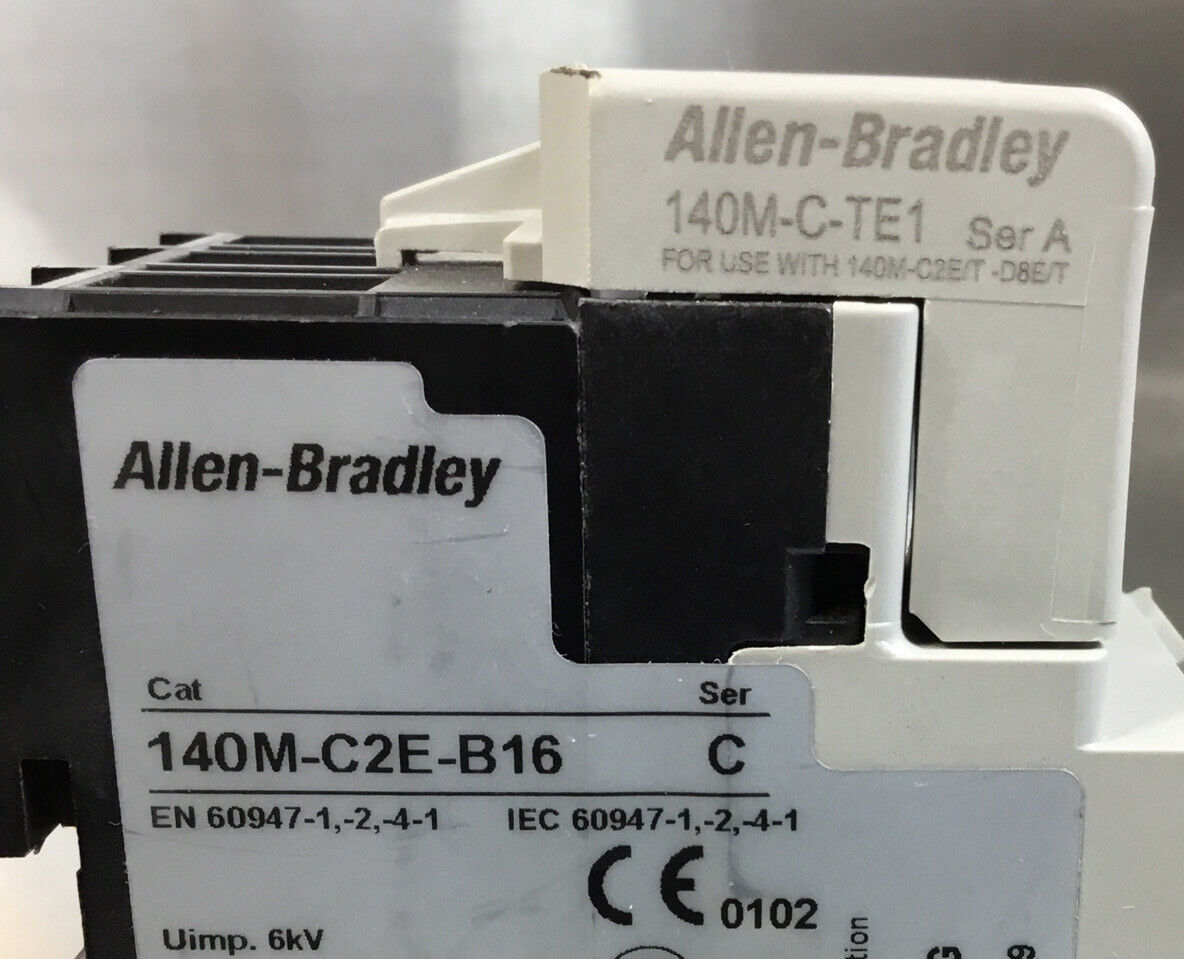 Allen-Bradley
140M-C-TE1 Ser A
FOR USE WITH 140M-C2E/T -D8E/T
Allen-Bradley
Cat Ser
140M-C2E-B16 C
EN 60947-1,-2,-4-1 IEC 60947-1,-2,-4-1
CE 0102
Uimp. 6kV